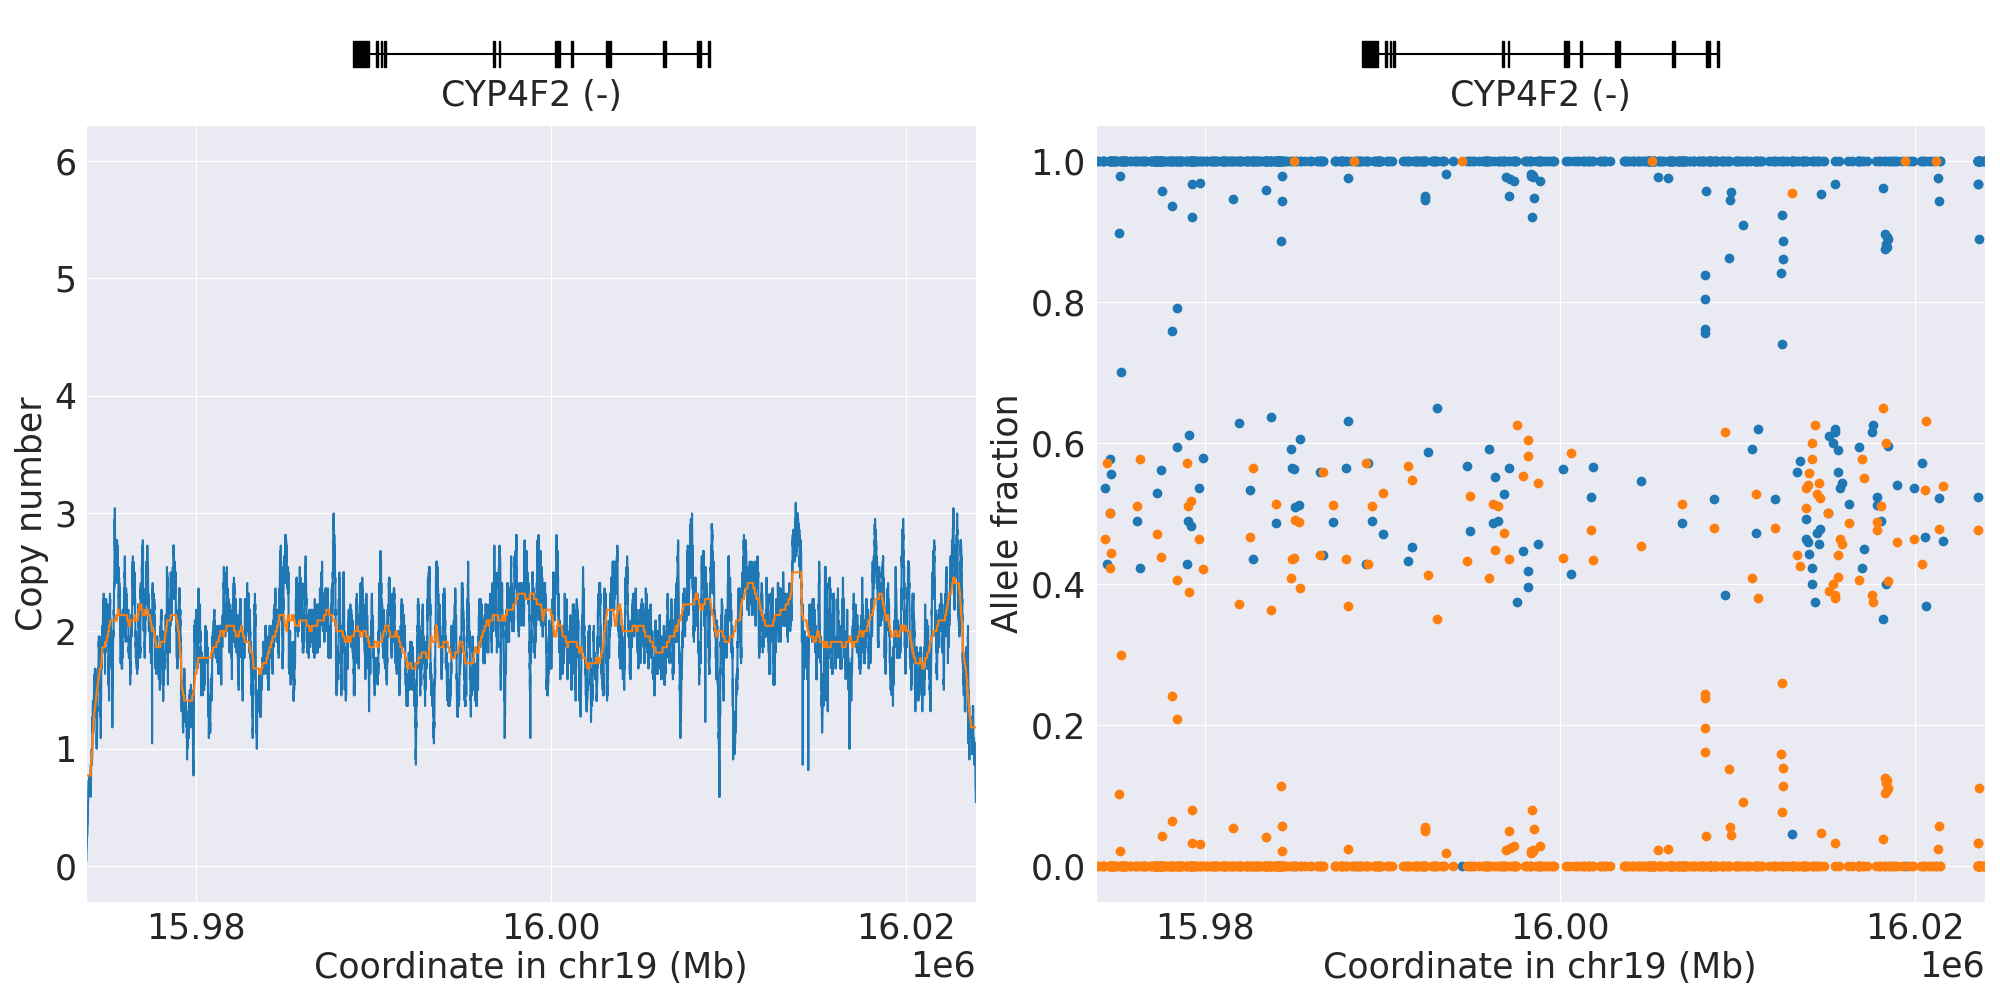 CYP4F2 (-)
6
5
4
3
2
1
0
Copy number
15.98
16.00
16.02
Coordinate in chr19 (Mb)
1e6
CYP4F2 (-)
1.0
0.8
0.6
0.4
0.2
0.0
Allele fraction
15.98
16.00
16.02
Coordinate in chr19 (Mb)
1e6